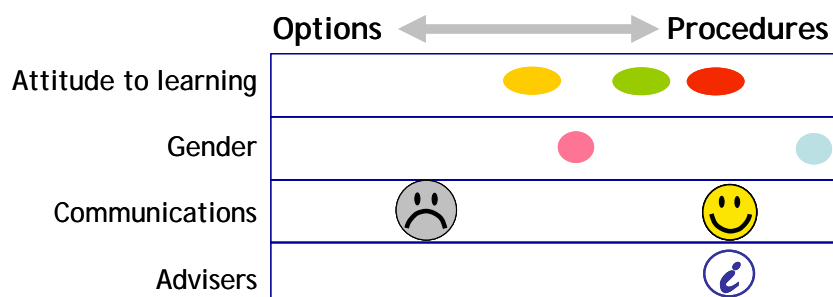 Options Procedures
Attitude to learning
Gender
Communications
Advisers i